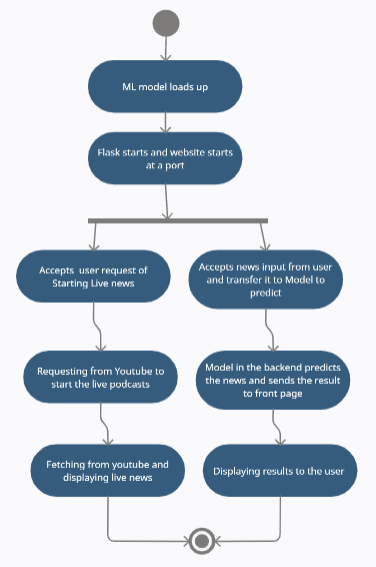 ML model loads up
Flask starts and website starts
at a port
Accepts user request of
Starting Live news
Accepts news input from user
and transfer it to Model to
predict
Requesting from Youtube to
start the live podcasts
Model in the backend predicts
the news and sends the result
to front page
Fetching from youtube and
displaying live news
Displaying results to the user